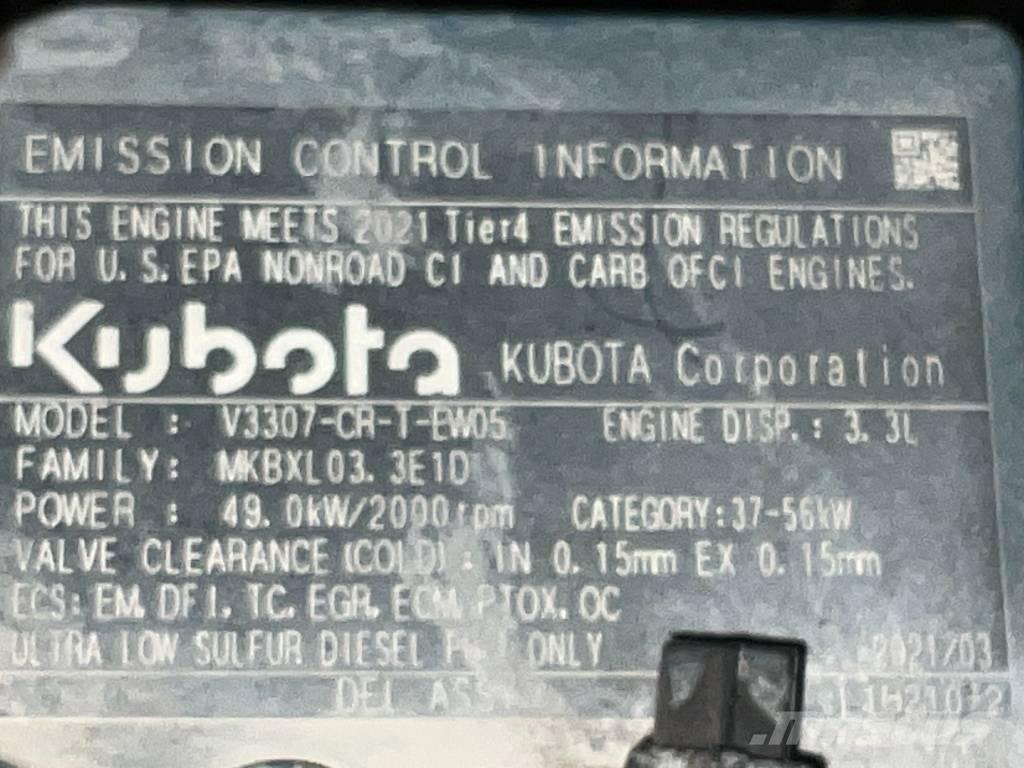 EMISSION CONTROL INFORMATION
THIS ENGINE MEETS 2021 Tier4 EMISSION REGULATIONS
FOR U.S.EPA NONROAD CI AND CARB OFCI ENGINES.
Kubota KUBOTA Corporation
MODEL : V3307-CR-T-EW05 ENGINE DISP.: 3.3L
FAMILY: MKBXL03.3E1D
POWER : 49.0kW/2000rpm CATEGORY:37-56kW
VALVE CLEARANCE (COLD) : IN 0.15mm EX 0.15mm
ECS: EM, DFI, TC, EGR, ECM, PTOX, OC
ULTRA LOW SULFUR DIESEL ONLY 2021/03
DEL